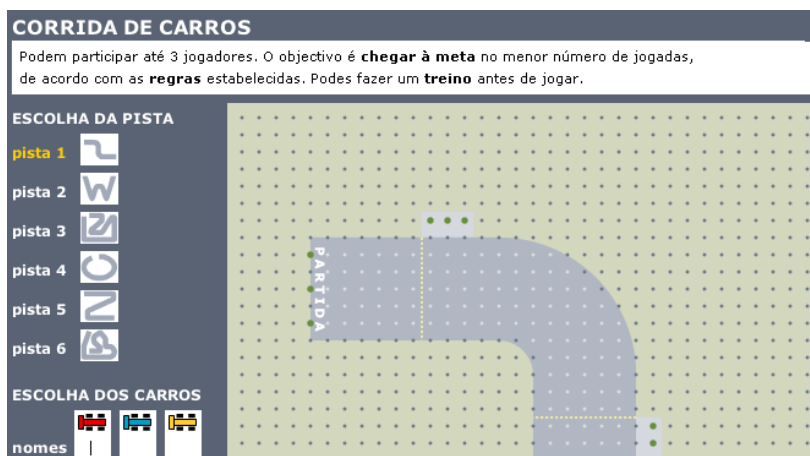 CORRIDA DE CARROS
Podem participar até 3 jogadores. O objectivo é chegar à meta no menor número de jogadas,
de acordo com as regras estabelecidas. Podes fazer um treino antes de jogar.
ESCOLHA DA PISTA
pista 1
pista 2
pista 3
pista 4
pista 5
pista 6
ESCOLHA DOS CARROS
nomes
PARTIDA